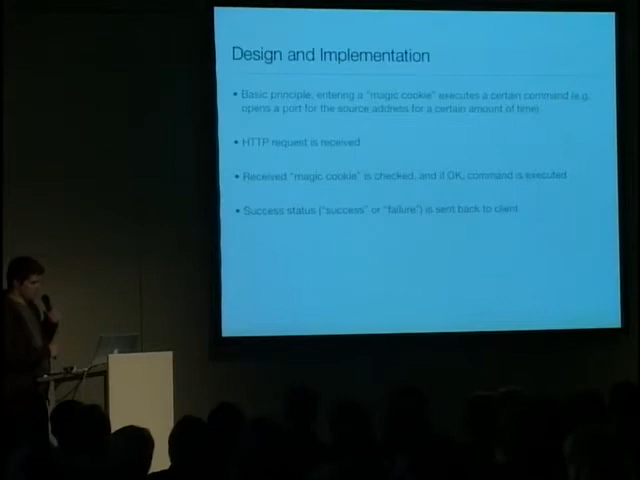 Design and Implementation
• Basic principle, entering a "magic cookie" executes a certain command (e.g.
opens a port for the source address for a certain amount of time)
• HTTP request is received
• Received "magic cookie" is checked, and if OK, command is executed
• Success status ("success" or "failure") is sent back to client